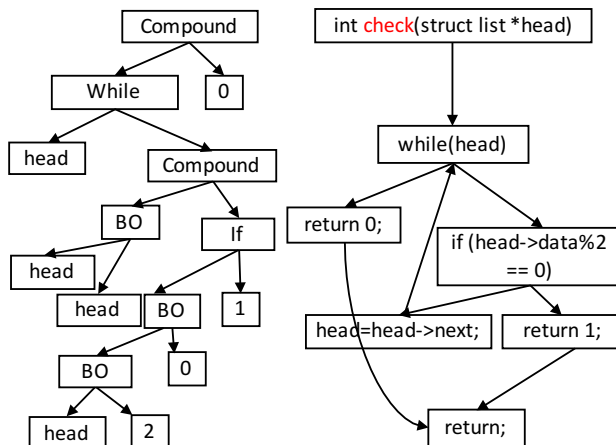 Compound
While
0
head
Compound
BO
If
head
head
BO
1
BO
0
head
2
int check(struct list *head)
while(head)
return 0;
if (head->data%2
== 0)
head=head->next;
return 1;
return;